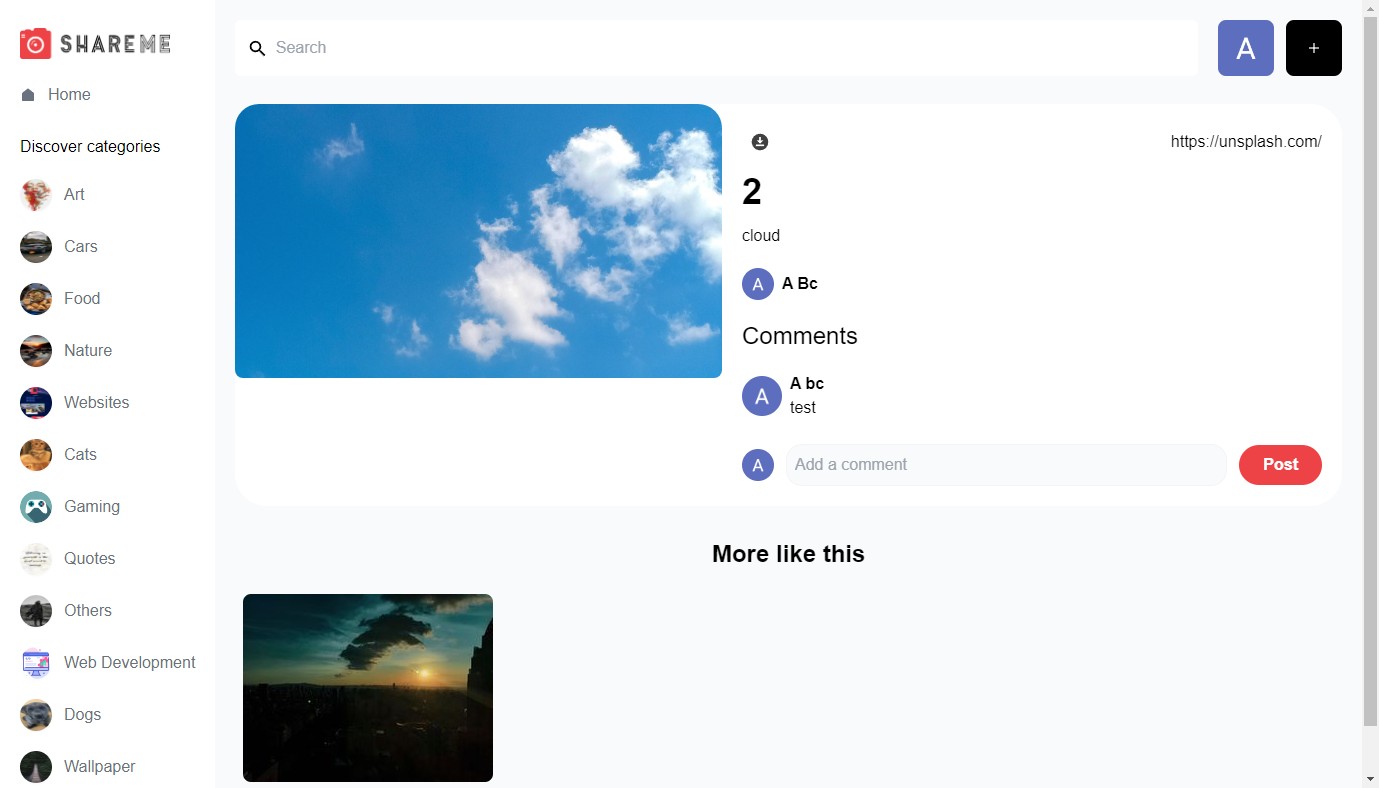 SHAREME
Home
Discover categories
Art
Cars
Food
Nature
Websites
Cats
Gaming
Quotes
Others
Web Development
Dogs
Wallpaper
Search
A
+
https://unsplash.com/
2
cloud
A
A Bc
Comments
A
A bc
test
A
Add a comment
Post
More like this